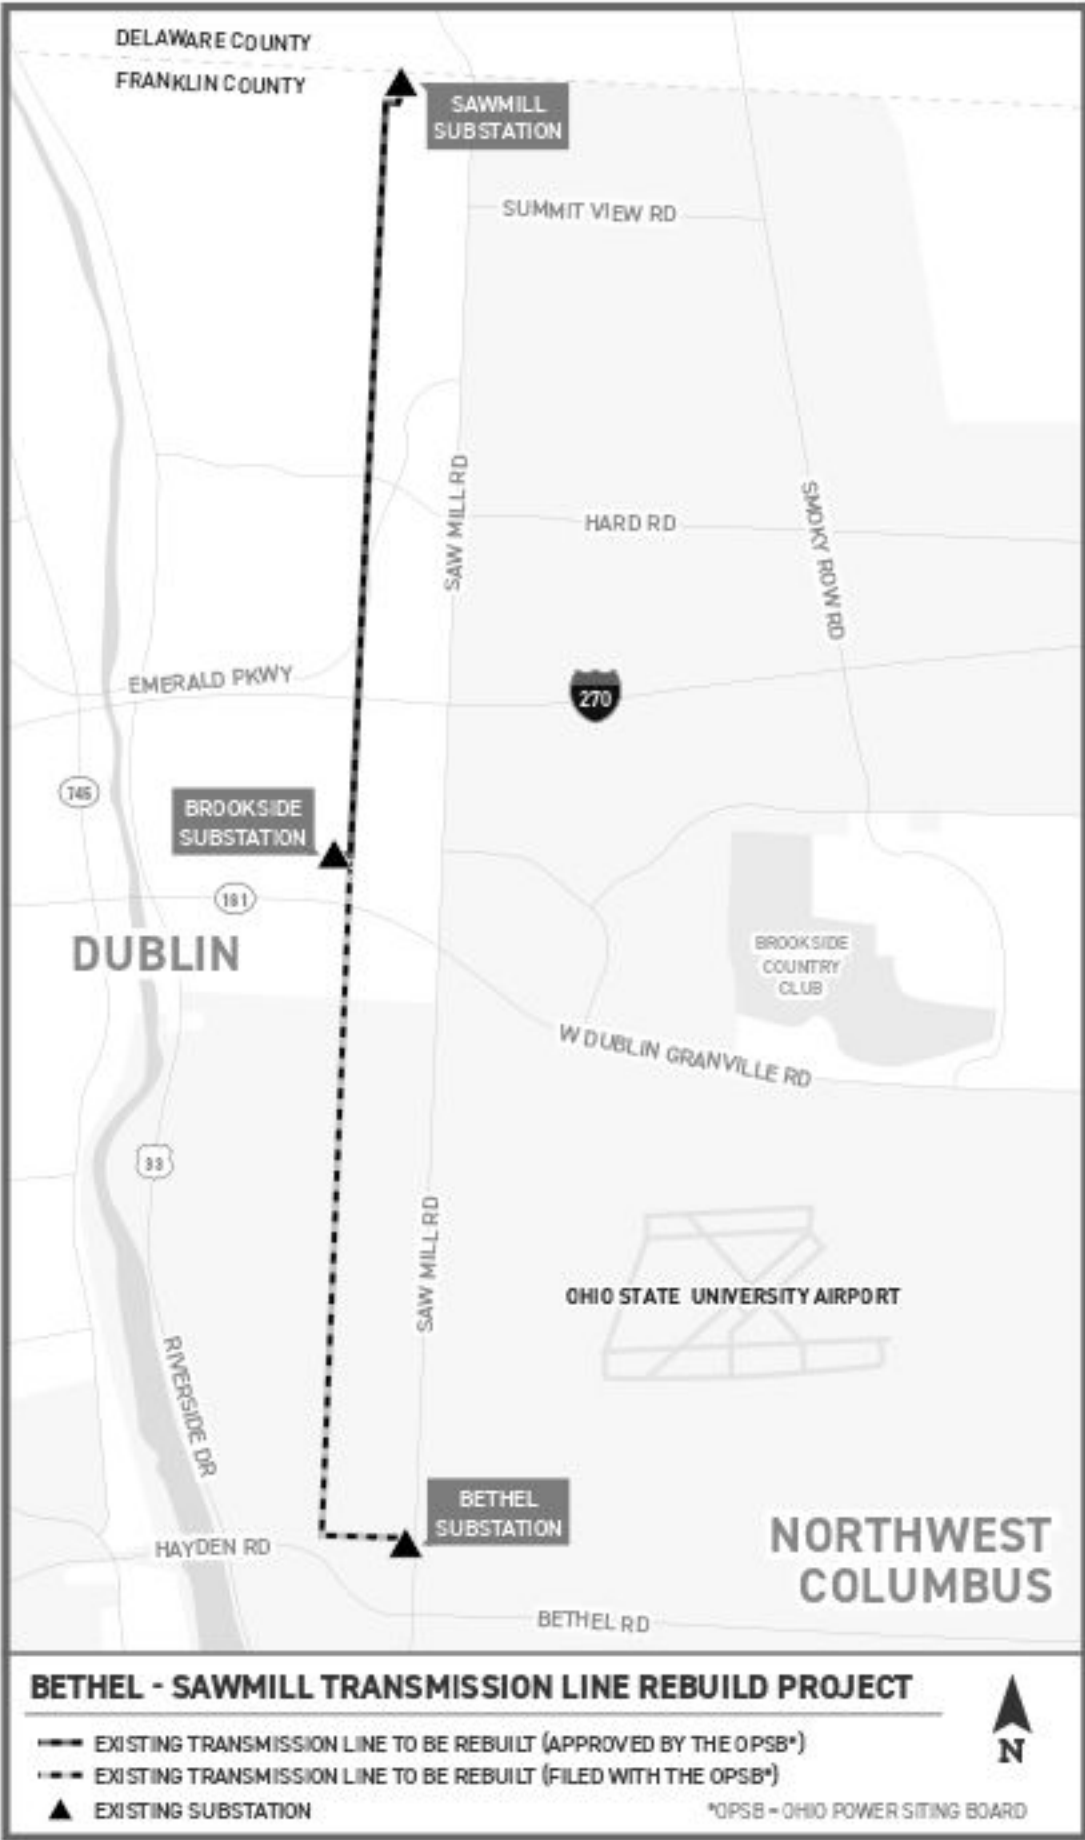 DELAWARE COUNTY
FRANKLIN COUNTY
SAWMILL
SUBSTATION
SUMMIT VIEW RD
SAW MILL RD
HARD RD
SMOKY ROW RD
EMERALD PKWY
270
745
BROOKSIDE
SUBSTATION
161
DUBLIN
BROOKSIDE
COUNTRY
CLUB
W DUBLIN GRANVILLE RD
33
SAW MILL RD
OHIO STATE UNIVERSITY AIRPORT
RIVERSIDE DR
BETHEL
SUBSTATION
HAYDEN RD
NORTHWEST
COLUMBUS
BETHEL RD
BETHEL - SAWMILL TRANSMISSION LINE REBUILD PROJECT
EXISTING TRANSMISSION LINE TO BE REBUILT (APPROVED BY THE OPSB*)
EXISTING TRANSMISSION LINE TO BE REBUILT (FILED WITH THE OPSB*)
EXISTING SUBSTATION
*OPSB = OHIO POWER SITING BOARD
N